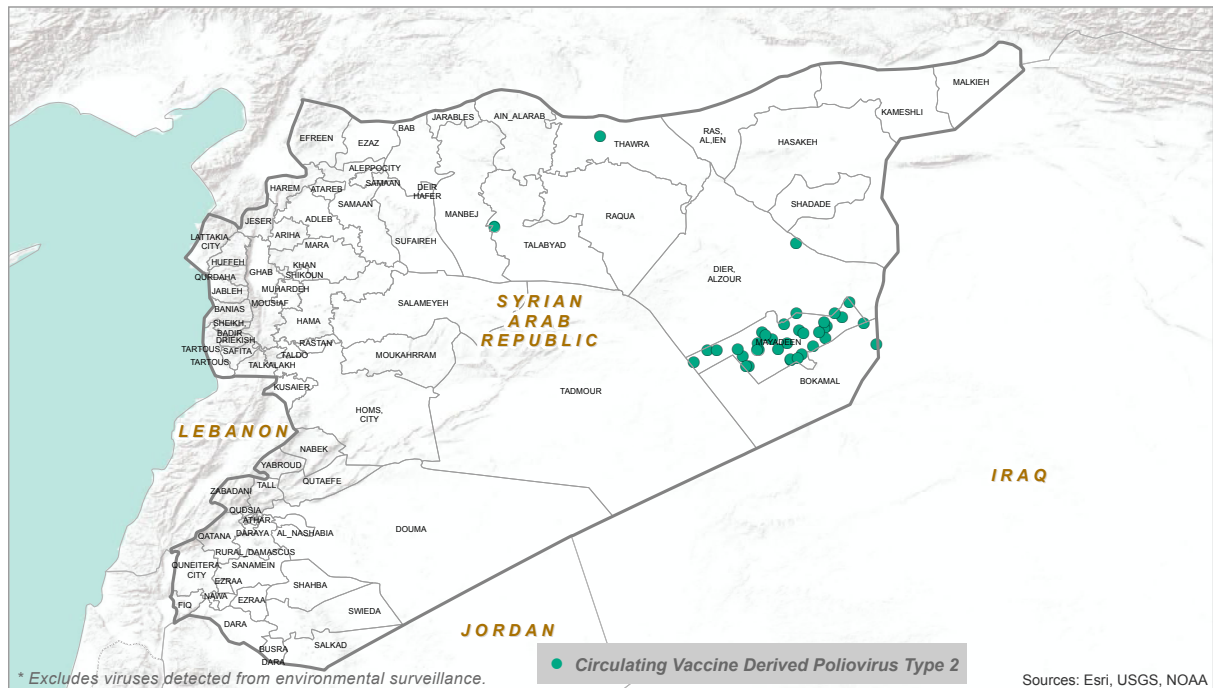 MALKIEH
KAMESHLI
JARABLES
AIN_ALARAB
BAB
EFREEN
EZAZ
THAWRA
RAS,
AL,IEN
HASAKEH
ALEPPOCITY
SAMAAN
HAREM
ATAREB
DEIR
HAFER
SAMAAN
SHADADE
MANBEJ
RAQUA
JESER
ADLEB
ARIHA
MARA
LATTAKIA,
CITY
SUFAIREH
TALABYAD
HUFFEH
GHAB
KHAN
SHIKOUN
DIER,
ALZOUR
QURDAHA
JABLEH
MUHARDEH
MOUSIAF
SALAMEYEH
SYRIAN
ARAB
REPUBLIC
BANIAS
SHEIKH,
BADIR
HAMA
DRIEKISH
RASTAN
MAYADEEN
TARTOUS
SAFITA
TALDO
MOUKAHRRAM
TARTOUS
TALKALAKH
BOKAMAL
KUSAIER
TADMOUR
HOMS,
CITY
LEBANON
NABEK
YABROUD
IRAQ
QUTAEFE
TALL
ZABADANI
QUDSIA
ATHAR
DOUMA
QATANA
DARAYA
AL_NASHABIA
RURAL_DAMASCUS
QUNEITERA
CITY
SANAMEIN
EZRAA
SHAHBA
NAWA
EZRAA
FIQ
SWIEDA
DARA
JORDAN
BUSRA
SALKAD
DARA
Circulating Vaccine Derived Poliovirus Type 2
* Excludes viruses detected from environmental surveillance.
Sources: Esri, USGS, NOAA